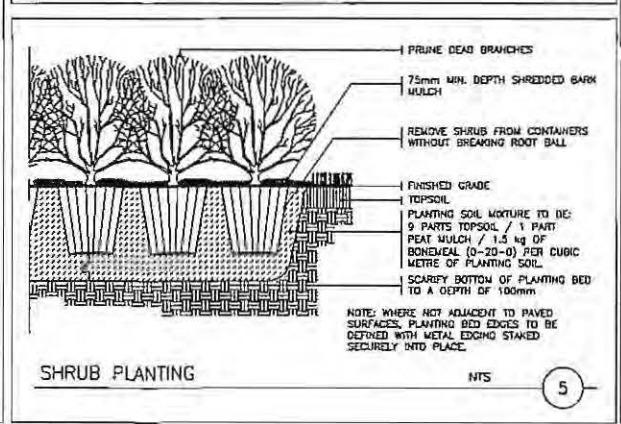 PRUNE DEAD BRANCHES
75mm MIN. DEPTH SHREDDED BARK
MULCH
REMOVE SHRUB FROM CONTAINERS
WITHOUT BREAKING ROOT BALL
FINISHED GRADE
TOPSOIL
PLANTING SOIL MIXTURE TO BE:
9 PARTS TOPSOIL / 1 PART
PEAT MULCH / 1.5 kg OF
BONEMEAL (0-20-0) PER CUBIC
METRE OF PLANTING SOIL.
SCARIFY BOTTOM OF PLANTING BED
TO A DEPTH OF 100mm
NOTE: WHERE NOT ADJACENT TO PAVED
SURFACES, PLANTING BED EDGES TO BE
DEFINED WITH METAL EDGING STAKED
SECURELY INTO PLACE.
SHRUB PLANTING
NTS
5